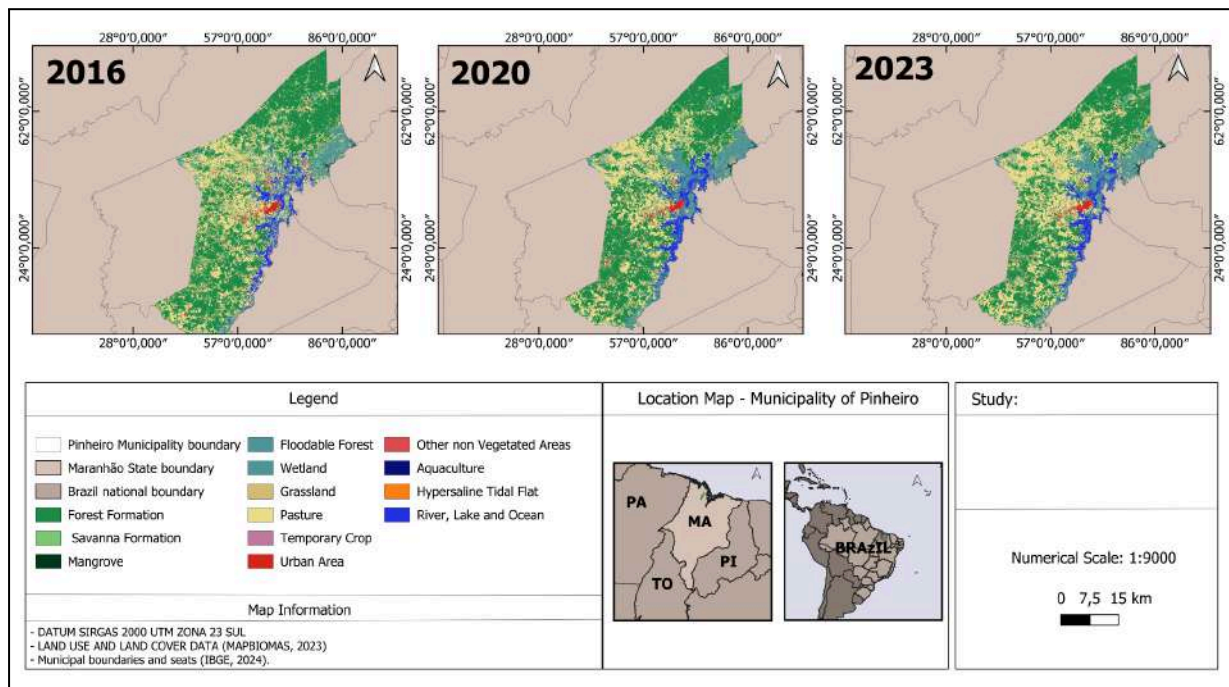 28°0'0,000" 57°0'0,000" 86°0'0,000"
28°0'0,000" 57°0'0,000" 86°0'0,000"
28°0'0,000" 57°0'0,000" 86°0'0,000"
2016
2020
2023
62°0'0,000"
62°0'0,000"
62°0'0,000"
62°0'0,000"
24°0'0,000"
24°0'0,000"
24°0'0,000"
24°0'0,000"
28°0'0,000" 57°0'0,000" 86°0'0,000"
28°0'0,000" 57°0'0,000" 86°0'0,000"
28°0'0,000" 57°0'0,000" 86°0'0,000"
Legend
Pinheiro Municipality boundary
Maranhão State boundary
Brazil national boundary
Forest Formation
Savanna Formation
Mangrove
Floodable Forest
Wetland
Grassland
Pasture
Temporary Crop
Urban Area
Other non Vegetated Areas
Aquaculture
Hypersaline Tidal Flat
River, Lake and Ocean
Map Information
- DATUM SIRGAS 2000 UTM ZONA 23 SUL
- LAND USE AND LAND COVER DATA (MAPBIOMAS, 2023)
- Municipal boundaries and seats (IBGE, 2024).
Location Map - Municipality of Pinheiro
PA
MA
PI
TO
BRAzIL
Study:
Numerical Scale: 1:9000
0 7,5 15 km